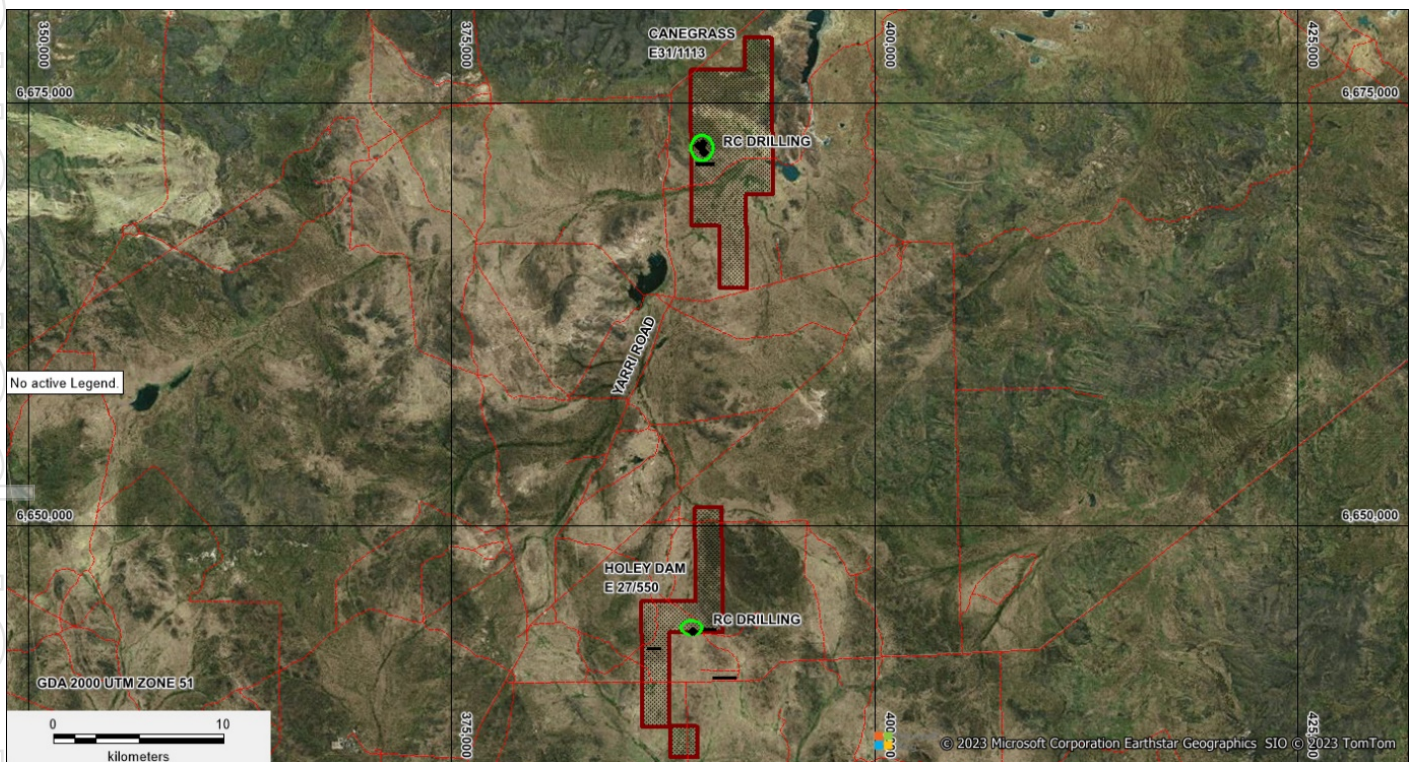 350,000
375,000
400,000
425,000
CANEGRASS
E31/1113
6,675,000
6,675,000
RC DRILLING
YARRI ROAD
No active Legend.
6,650,000
6,650,000
HOLEY DAM
E 27/550
RC DRILLING
GDA 2000 UTM ZONE 51
0 10
kilometers
375,000
400,000
425,000
© 2023 Microsoft Corporation Earthstar Geographics SIO © 2023 TomTom